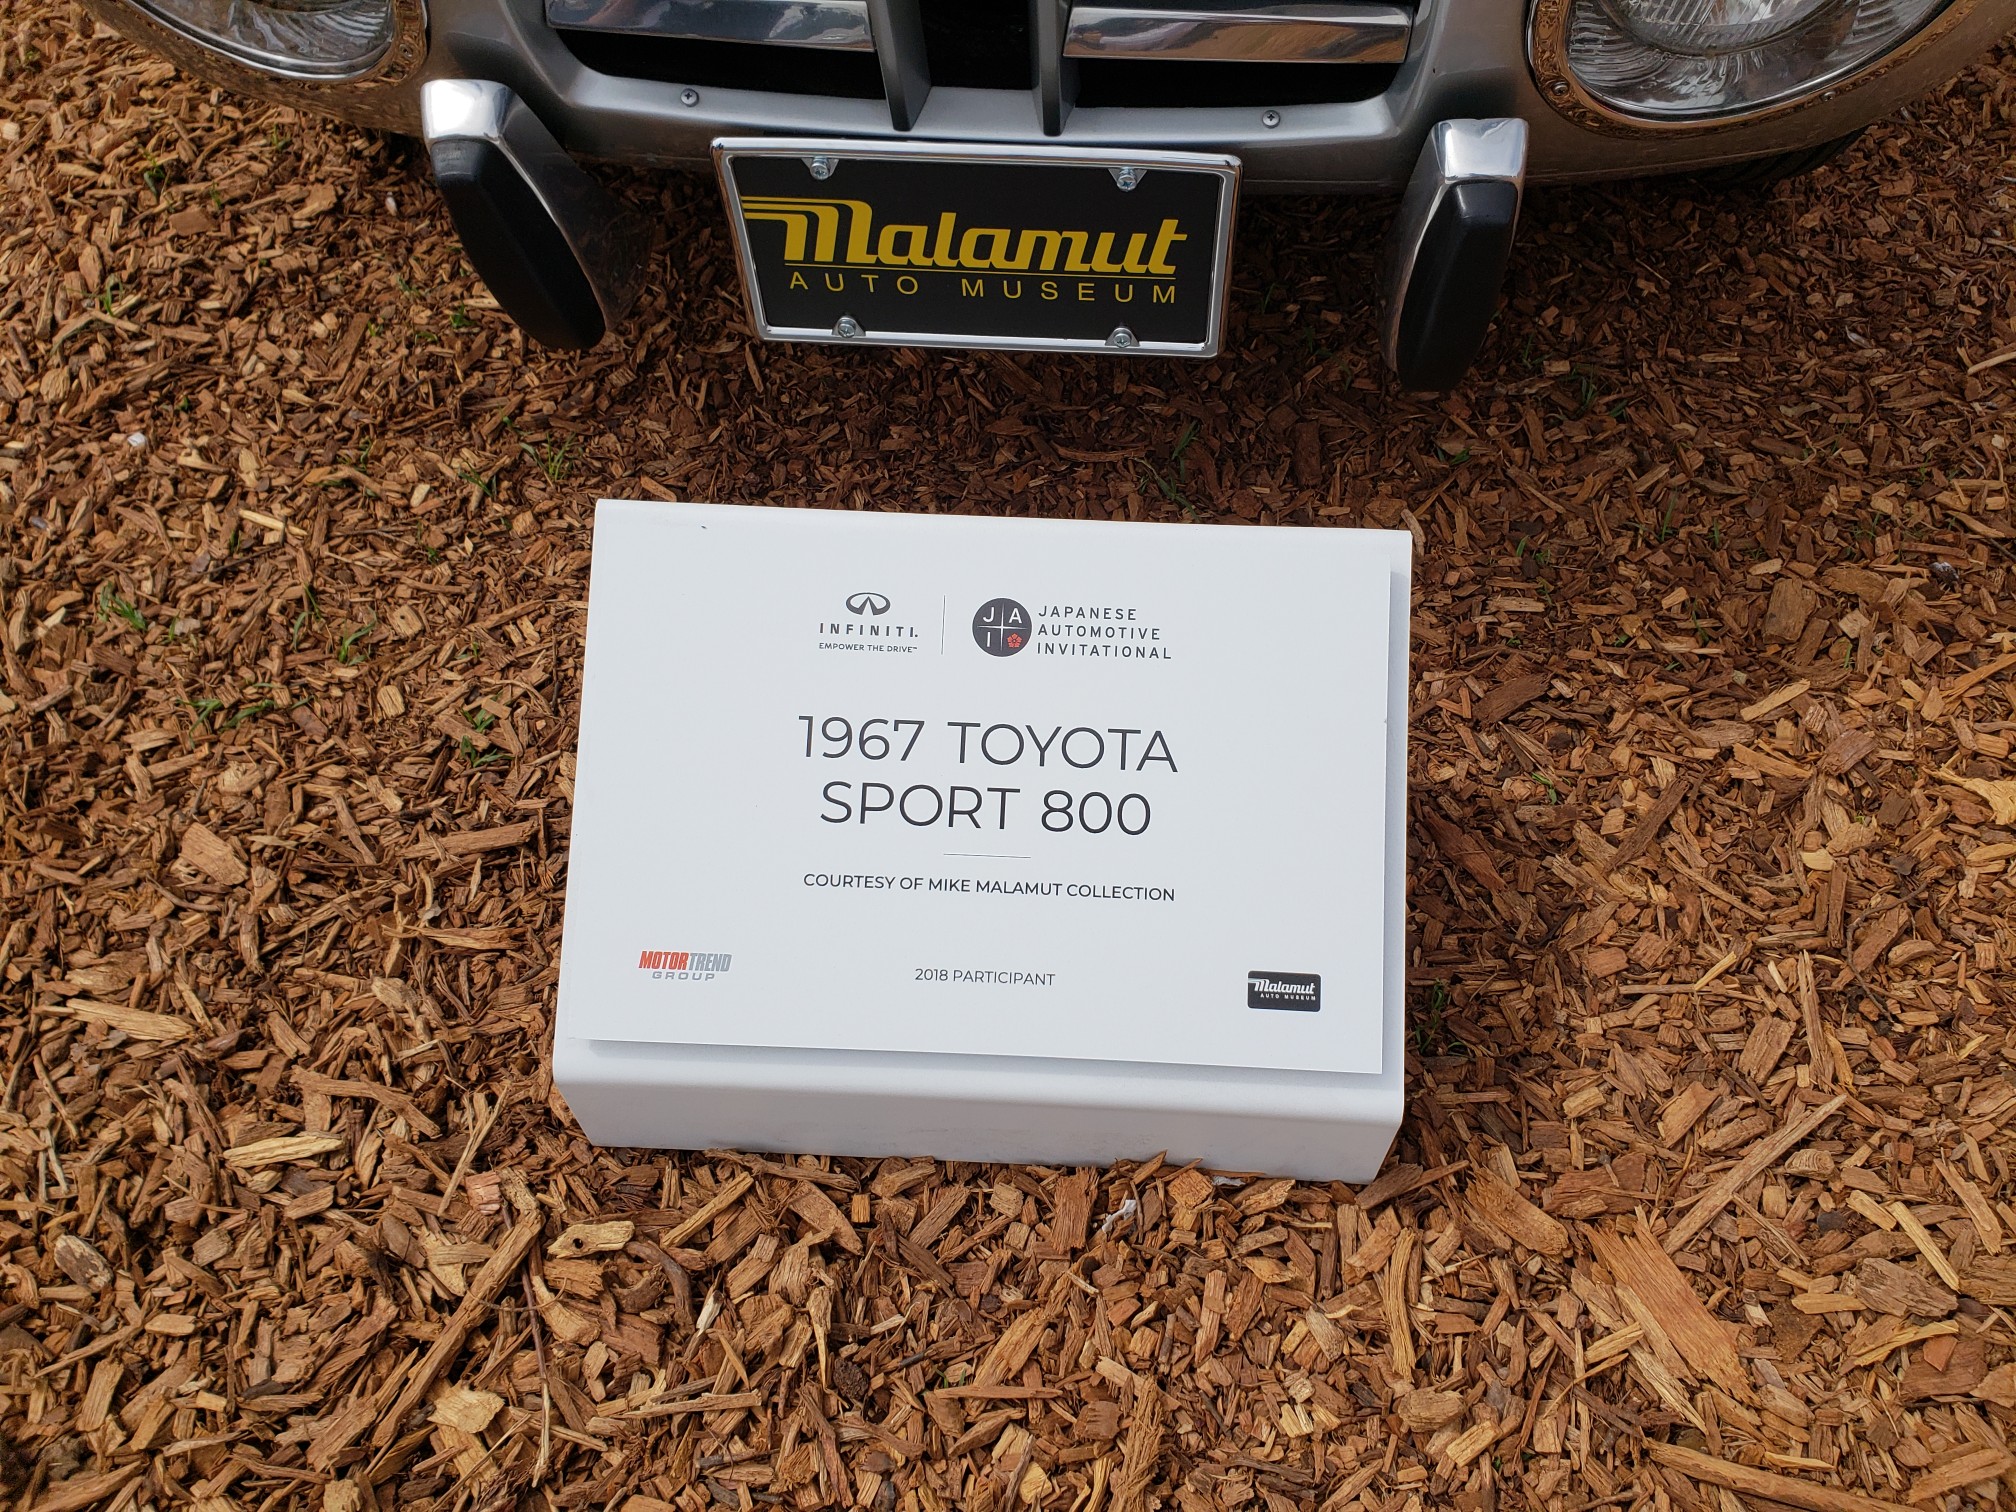 Malamut
AUTO MUSEUM
INFINITI.
EMPOWER THE DRIVE™
J A
I
JAPANESE
AUTOMOTIVE
INVITATIONAL
1967 TOYOTA
SPORT 800
COURTESY OF MIKE MALAMUT COLLECTION
MOTORTREND
GROUP
2018 PARTICIPANT
Malamut
AUTO MUSEUM